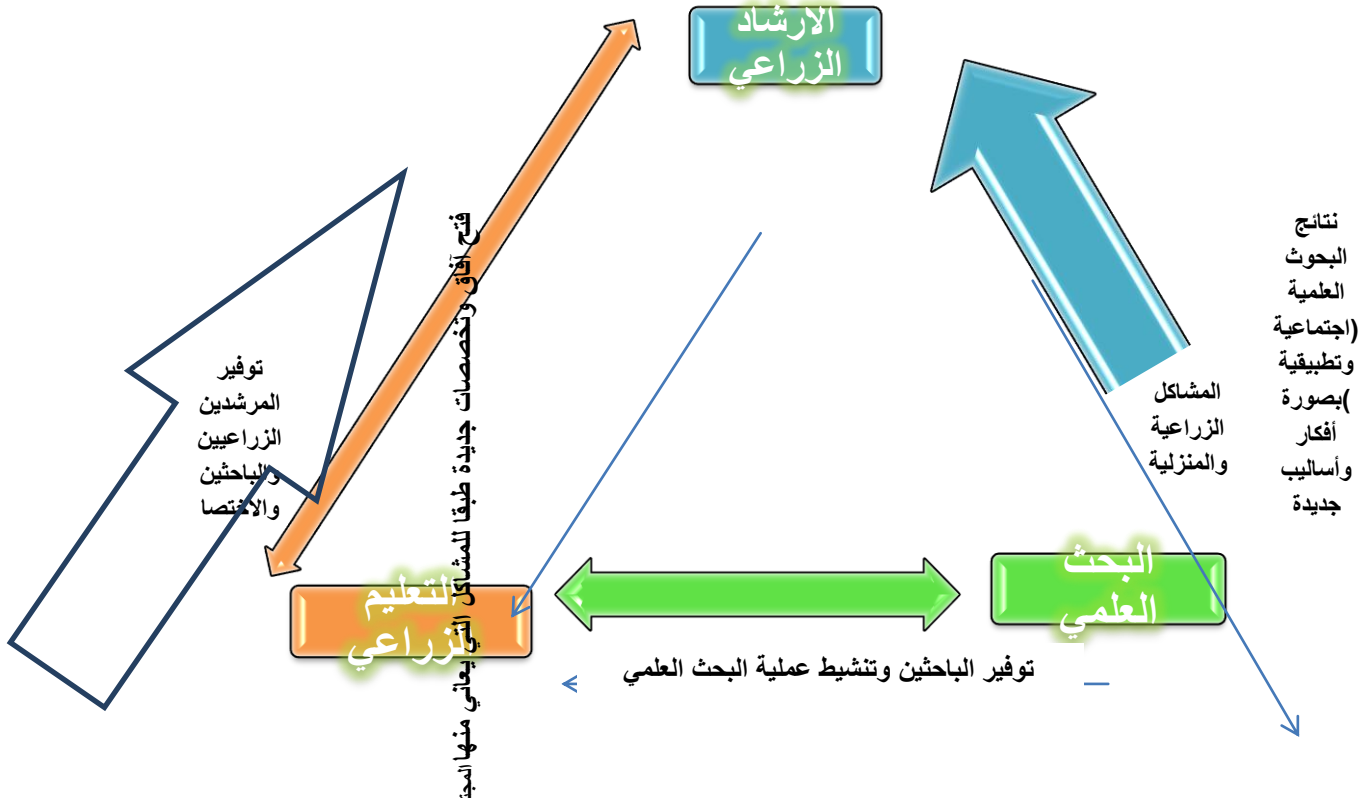 الارشاد
الزراعي
نتائج
البحوث
العلمية
(اجتماعية
وتطبيقية
)بصورة
أفكار
وأساليب
جديدة
المشاكل
الزراعية
والمنزلية
فتح آفاق وتخصصات جديدة طبقا للمشاكل التي يعاني منها
توفير
المرشدين
الزراعيين
والباحثين
والاختصا
البحث
العلمي
التعليم
الزراعي
توفير الباحثين وتنشيط عملية البحث العلمي